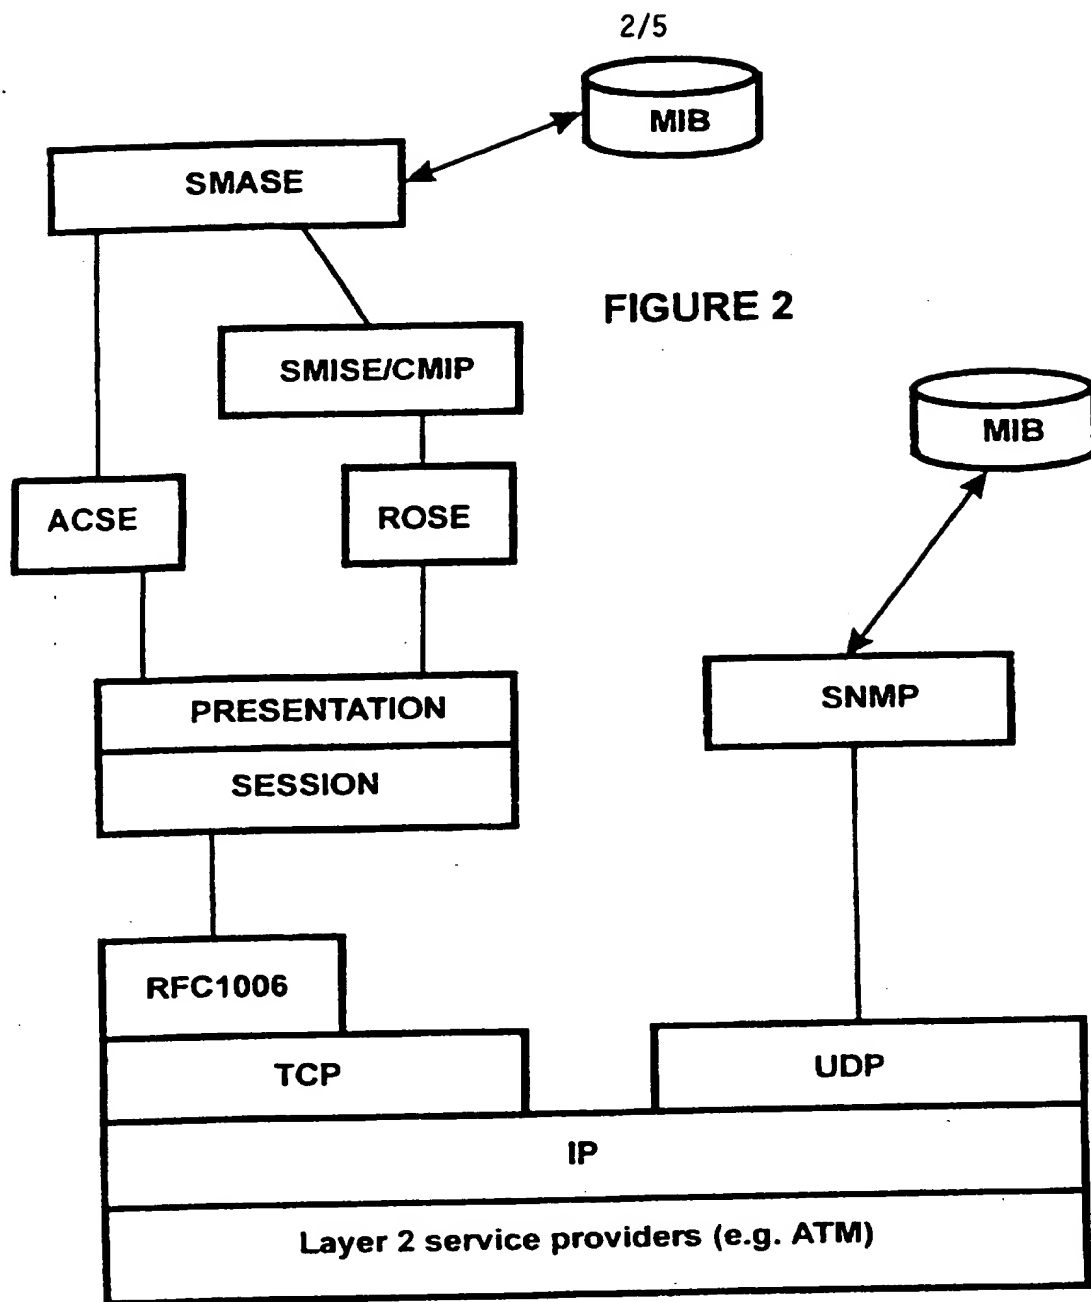 2/5
MIB
SMASE
FIGURE 2
SMISE/CMIP
MIB
ACSE
ROSE
SNMP
PRESENTATION
SESSION
RFC1006
TCP
UDP
IP
Layer 2 service providers (e.g. ATM)